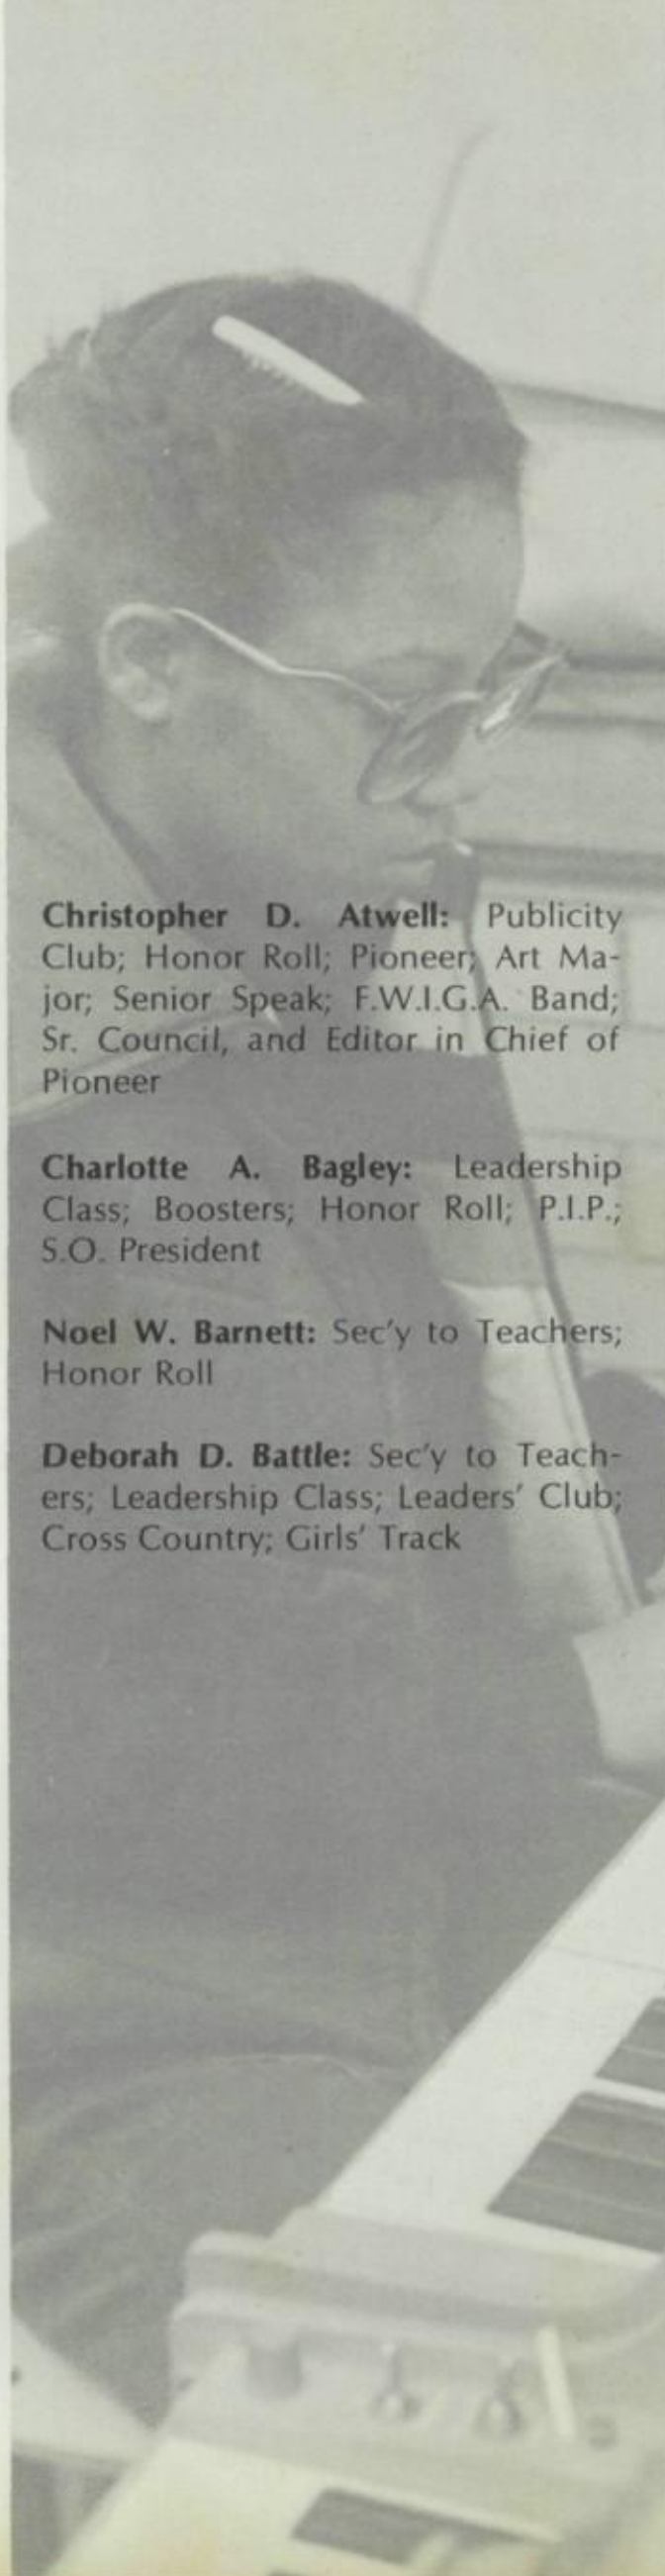 Christopher D. Atwell: Publicity
Club; Honor Roll; Pioneer; Art Ma-
jor; Senior Speak; F.W.I.G.A. Band;
Sr. Council, and Editor in Chief of
Pioneer
Charlotte A. Bagley: Leadership
Class; Boosters; Honor Roll; P.I.P.;
S.O. President
Noel W. Barnett: Sec'y to Teachers;
Honor Roll
Deborah D. Battle: Sec'y to Teach-
ers; Leadership Class; Leaders' Club;
Cross Country; Girls' Track